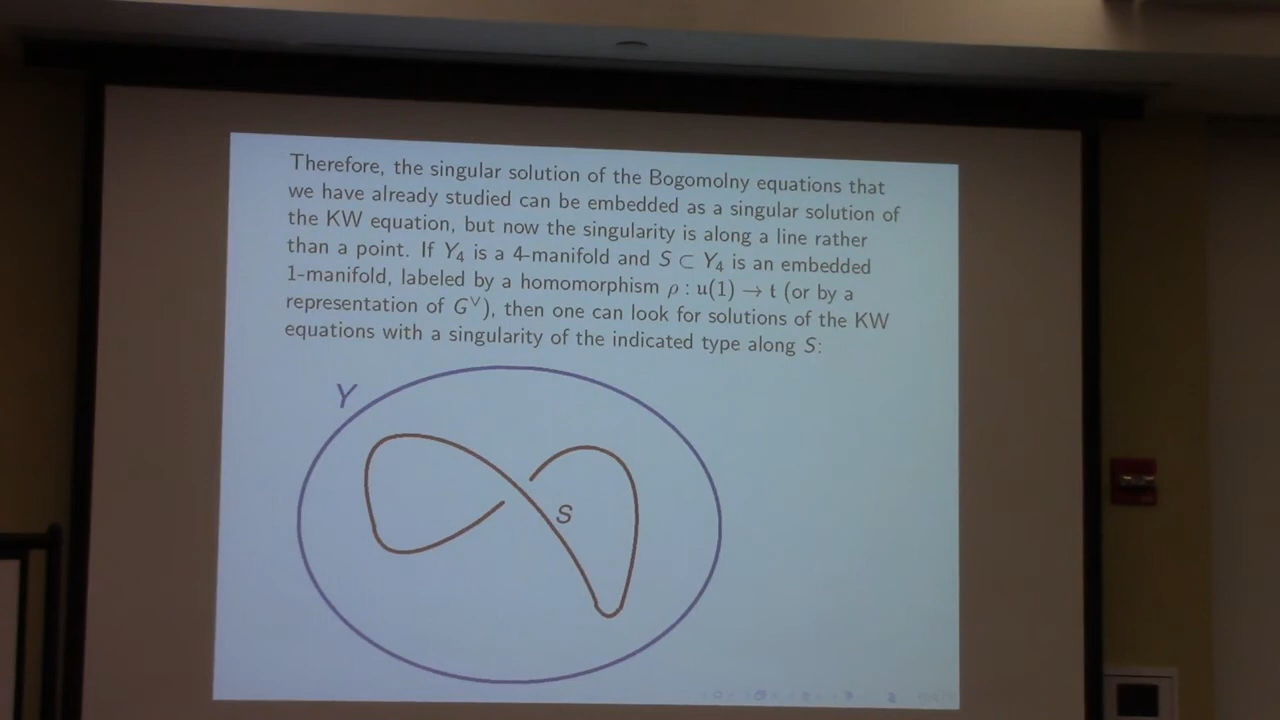 Therefore, the singular solution of the Bogomolny equations that
we have already studied can be embedded as a singular solution of
the KW equation, but now the singularity is along a line rather
than a point. If Y₄ is a 4-manifold and S ⊂ Y₄ is an embedded
1-manifold, labeled by a homomorphism ρ : u(1) → t (or by a
representation of G^∨), then one can look for solutions of the KW
equations with a singularity of the indicated type along S:
Y
S